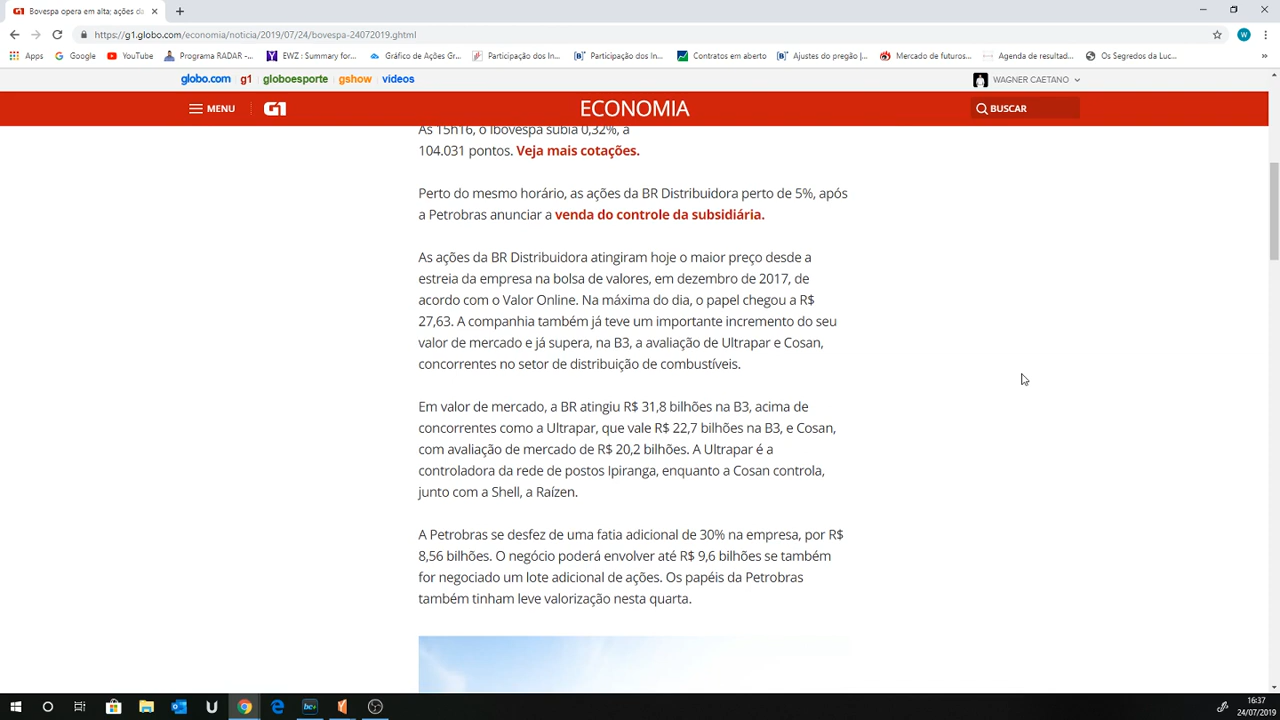 G1 Bovespa opera em alta; ações da
https://g1.globo.com/economia/noticia/2019/07/24/bovespa-24072019.ghtml
W
Apps Google YouTube Programa RADAR -... EWZ : Summary for... Gráfico de Ações Gr... Participação dos In... Participação dos In... Contratos em aberto Ajustes do pregão |... Mercado de futuros... Agenda de resultad... Os Segredos da Luc... »
globo.com g1 globoesporte gshow videos WAGNER CAETANO
MENU G1 ECONOMIA BUSCAR
Às 15h16, o Ibovespa subia 0,32%, a
104.031 pontos. Veja mais cotações.
Perto do mesmo horário, as ações da BR Distribuidora perto de 5%, após
a Petrobras anunciar a venda do controle da subsidiária.
As ações da BR Distribuidora atingiram hoje o maior preço desde a
estreia da empresa na bolsa de valores, em dezembro de 2017, de
acordo com o Valor Online. Na máxima do dia, o papel chegou a R$
27,63. A companhia também já teve um importante incremento do seu
valor de mercado e já supera, na B3, a avaliação de Ultrapar e Cosan,
concorrentes no setor de distribuição de combustíveis.
Em valor de mercado, a BR atingiu R$ 31,8 bilhões na B3, acima de
concorrentes como a Ultrapar, que vale R$ 22,7 bilhões na B3, e Cosan,
com avaliação de mercado de R$ 20,2 bilhões. A Ultrapar é a
controladora da rede de postos Ipiranga, enquanto a Cosan controla,
junto com a Shell, a Raízen.
A Petrobras se desfez de uma fatia adicional de 30% na empresa, por R$
8,56 bilhões. O negócio poderá envolver até R$ 9,6 bilhões se também
for negociado um lote adicional de ações. Os papéis da Petrobras
também tinham leve valorização nesta quarta.
16:37
24/07/2019